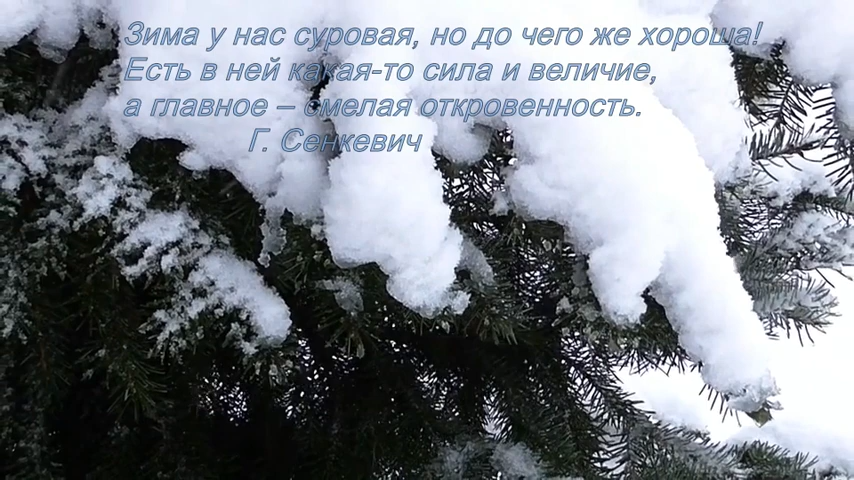 Зима у нас суровая, но до чего же хороша!
Есть в ней какая-то сила и величие,
а главное – смелая откровенность.
Г. Сенкевич